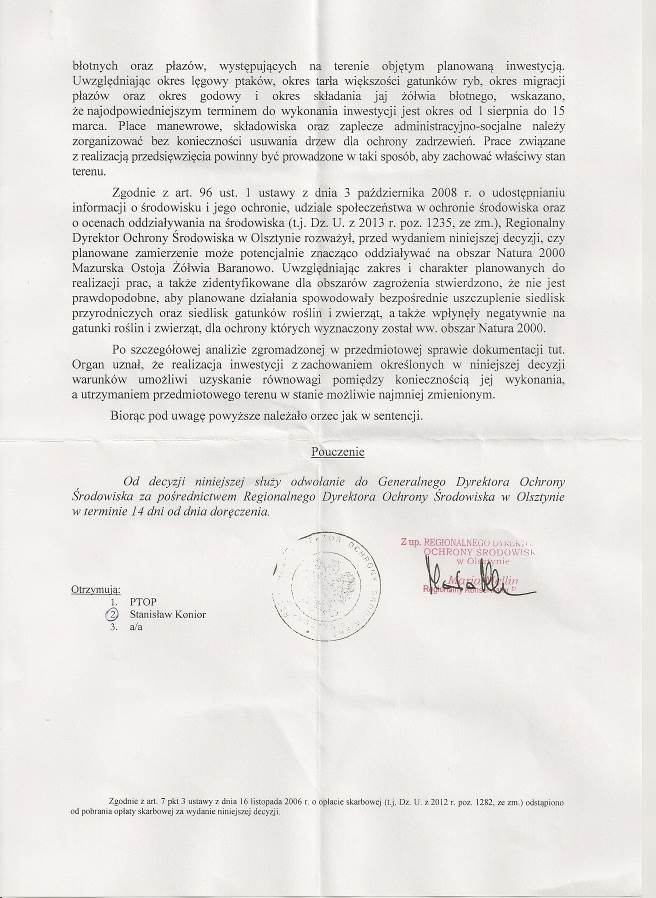 błotnych oraz płazów, występujących na terenie objętym planowaną inwestycją.
Uwzględniając okres lęgowy ptaków, okres tarła większości gatunków ryb, okres migracji
płazów oraz okres godowy i okres składania jaj żółwia błotnego, wskazano,
że najodpowiedniejszym terminem do wykonania inwestycji jest okres od 1 sierpnia do 15
marca. Place manewrowe, składowiska oraz zaplecze administracyjno-socjalne należy
zorganizować bez konieczności usuwania drzew dla ochrony zadrzewień. Prace związane
z realizacją przedsięwzięcia powinny być prowadzone w taki sposób, aby zachować właściwy stan
terenu.
Zgodnie z art. 96 ust. 1 ustawy z dnia 3 października 2008 r. o udostępnianiu
informacji o środowisku i jego ochronie, udziale społeczeństwa w ochronie środowiska oraz
o ocenach oddziaływania na środowisko (t.j. Dz. U. z 2013 r. poz. 1235, ze zm.), Regionalny
Dyrektor Ochrony Środowiska w Olsztynie rozważył, przed wydaniem niniejszej decyzji, czy
planowane zamierzenie może potencjalnie znacząco oddziaływać na obszar Natura 2000
Mazurska Ostoja Żółwia Baranowo. Uwzględniając zakres i charakter planowanych do
realizacji prac, a także zidentyfikowane dla obszarów zagrożenia stwierdzono, że nie jest
prawdopodobne, aby planowane działania spowodowały bezpośrednie uszczuplenie siedlisk
przyrodniczych oraz siedlisk gatunków roślin i zwierząt, a także wpłynęły negatywnie na
gatunki roślin i zwierząt, dla ochrony których wyznaczony został ww. obszar Natura 2000.
Po szczegółowej analizie zgromadzonej w przedmiotowej sprawie dokumentacji tut.
Organ uznał, że realizacja inwestycji z zachowaniem określonych w niniejszej decyzji
warunków umożliwi uzyskanie równowagi pomiędzy koniecznością jej wykonania,
a utrzymaniem przedmiotowego terenu w stanie możliwie najmniej zmienionym.
Biorąc pod uwagę powyższe należało orzec jak w sentencji.
Pouczenie
Od decyzji niniejszej służy odwołanie do Generalnego Dyrektora Ochrony
Środowiska za pośrednictwem Regionalnego Dyrektora Ochrony Środowiska w Olsztynie
w terminie 14 dni od dnia doręczenia.
Z up. REGIONALNEGO
OCHRONY ŚRODOWISK
w Olsztynie
Regionalny
OCHRONY
Otrzymują:
1. PTOP
2 Stanisław Konior
3. a/a
Zgodnie z art. 7 pkt 3 ustawy z dnia 16 listopada 2006 r. o opłacie skarbowej (t.j. Dz. U. z 2012 r. poz. 1282, ze zm.) odstąpiono
od pobrania opłaty skarbowej za wydanie niniejszej decyzji.